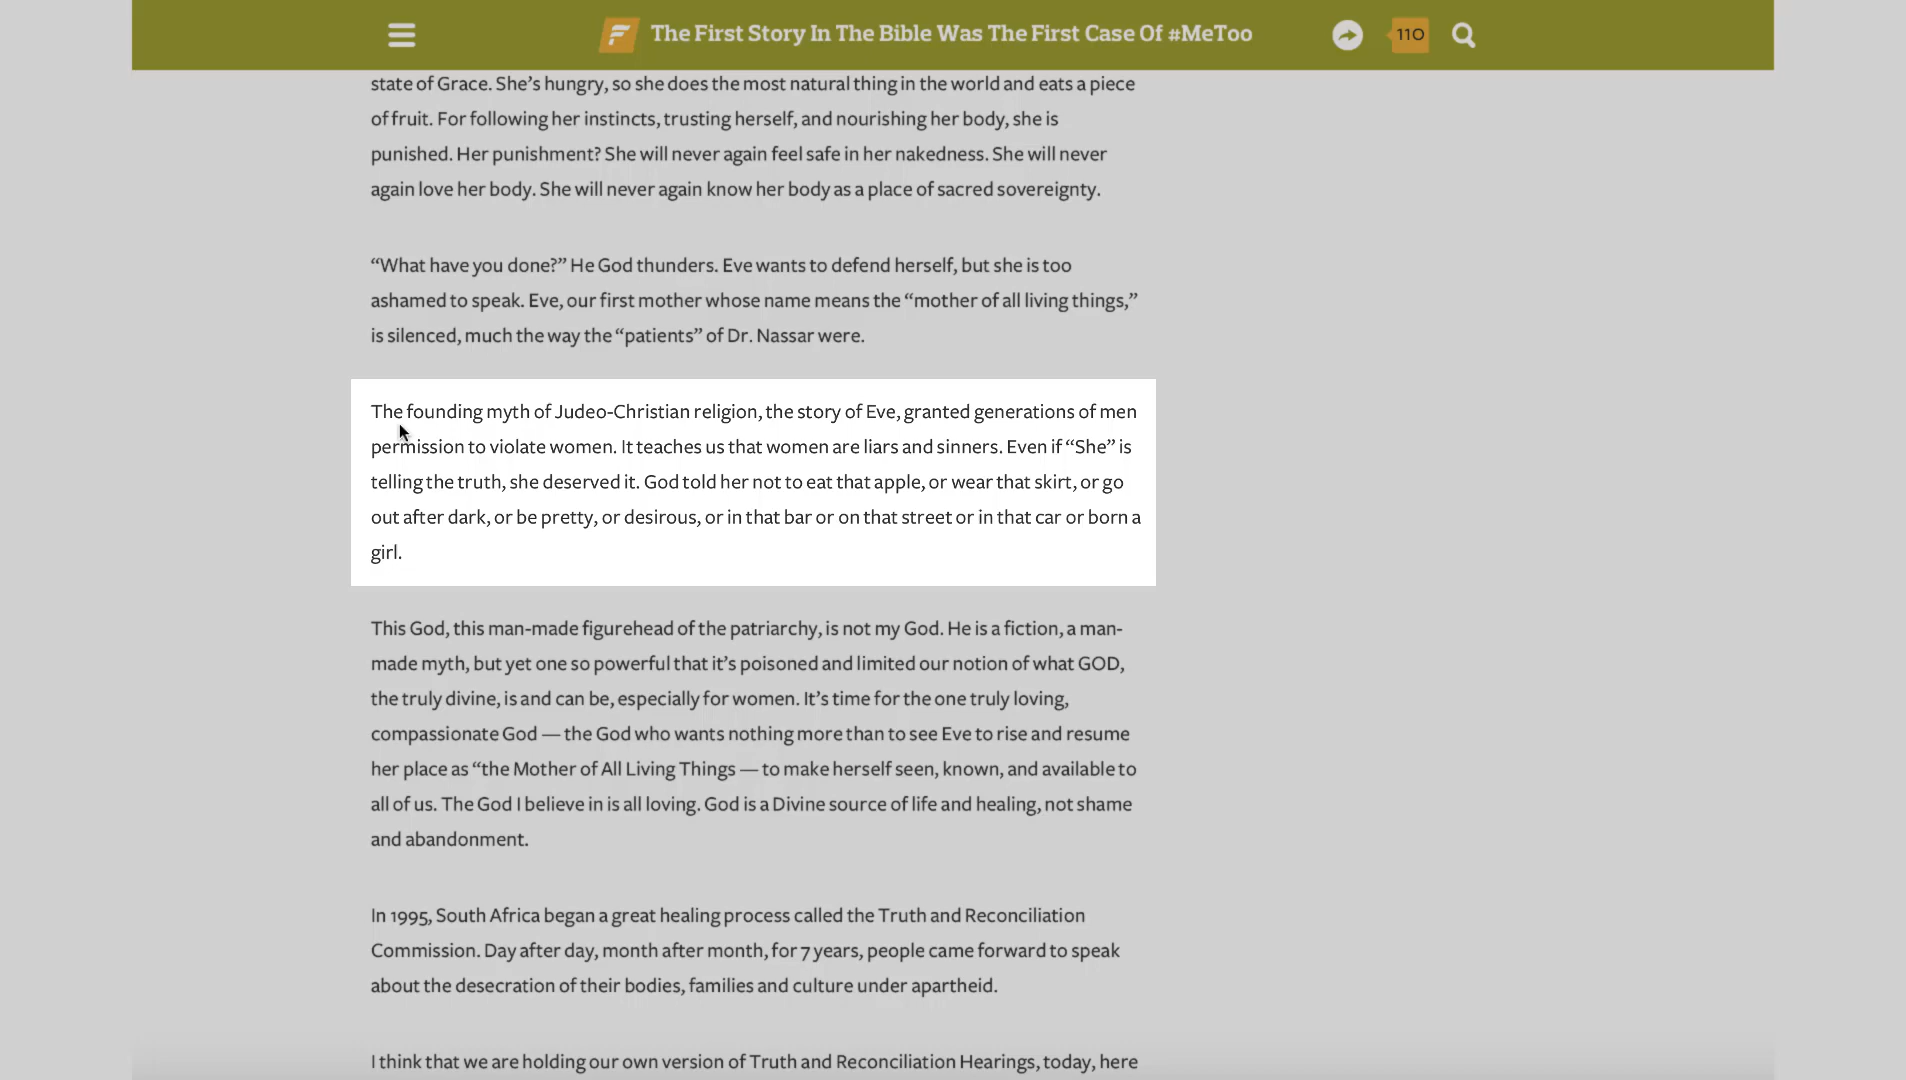 The First Story In The Bible Was The First Case Of #MeToo
110
state of Grace. She’s hungry, so she does the most natural thing in the world and eats a piece
of fruit. For following her instincts, trusting herself, and nourishing her body, she is
punished. Her punishment? She will never again feel safe in her nakedness. She will never
again love her body. She will never again know her body as a place of sacred sovereignty.
“What have you done?” He God thunders. Eve wants to defend herself, but she is too
ashamed to speak. Eve, our first mother whose name means the “mother of all living things,”
is silenced, much the way the “patients” of Dr. Nassar were.
The founding myth of Judeo-Christian religion, the story of Eve, granted generations of men
permission to violate women. It teaches us that women are liars and sinners. Even if “She” is
telling the truth, she deserved it. God told her not to eat that apple, or wear that skirt, or go
out after dark, or be pretty, or desirous, or in that bar or on that street or in that car or born a
girl.
This God, this man-made figurehead of the patriarchy, is not my God. He is a fiction, a man-
made myth, but yet one so powerful that it’s poisoned and limited our notion of what GOD,
the truly divine, is and can be, especially for women. It’s time for the one truly loving,
compassionate God — the God who wants nothing more than to see Eve to rise and resume
her place as “the Mother of All Living Things — to make herself seen, known, and available to
all of us. The God I believe in is all loving. God is a Divine source of life and healing, not shame
and abandonment.
In 1995, South Africa began a great healing process called the Truth and Reconciliation
Commission. Day after day, month after month, for 7 years, people came forward to speak
about the desecration of their bodies, families and culture under apartheid.
I think that we are holding our own version of Truth and Reconciliation Hearings, today, here